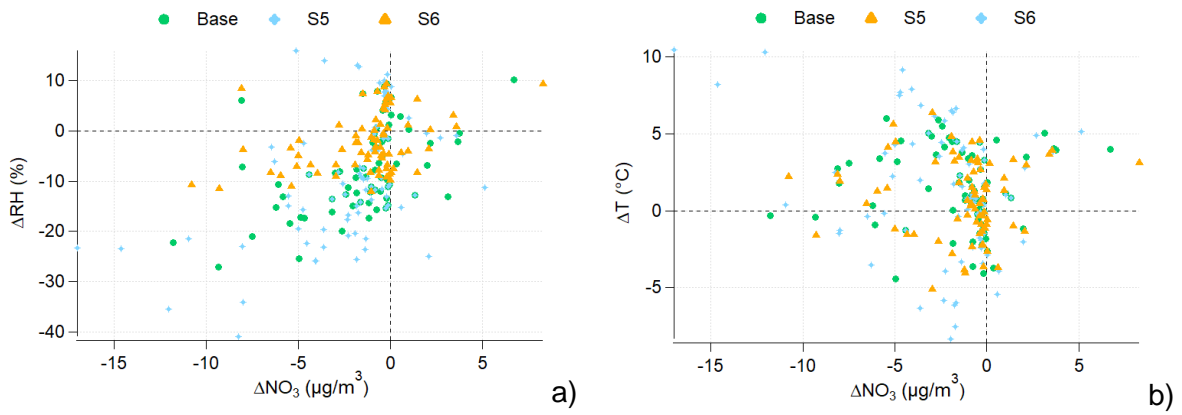 Base S5 S6
ΔRH (%)
10
0
-10
-20
-30
-40
-15 -10 -5 0 5
ΔNO₃ (µg/m³)
a)
Base S5 S6
ΔT (°C)
10
5
0
-5
-15 -10 -5 0 5
ΔNO₃ (µg/m³)
b)